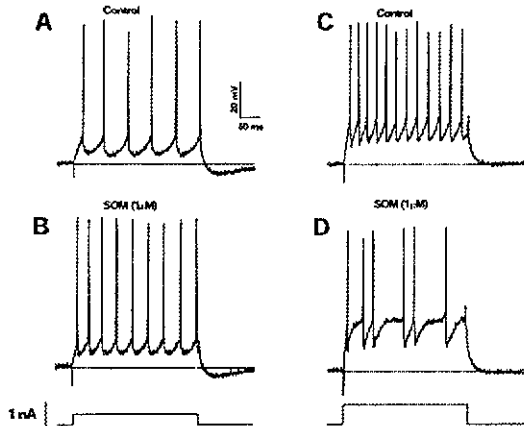 A
Control
20 mV
50 ms
C
Control
B
SOM (1μM)
D
SOM (1μM)
1 nA